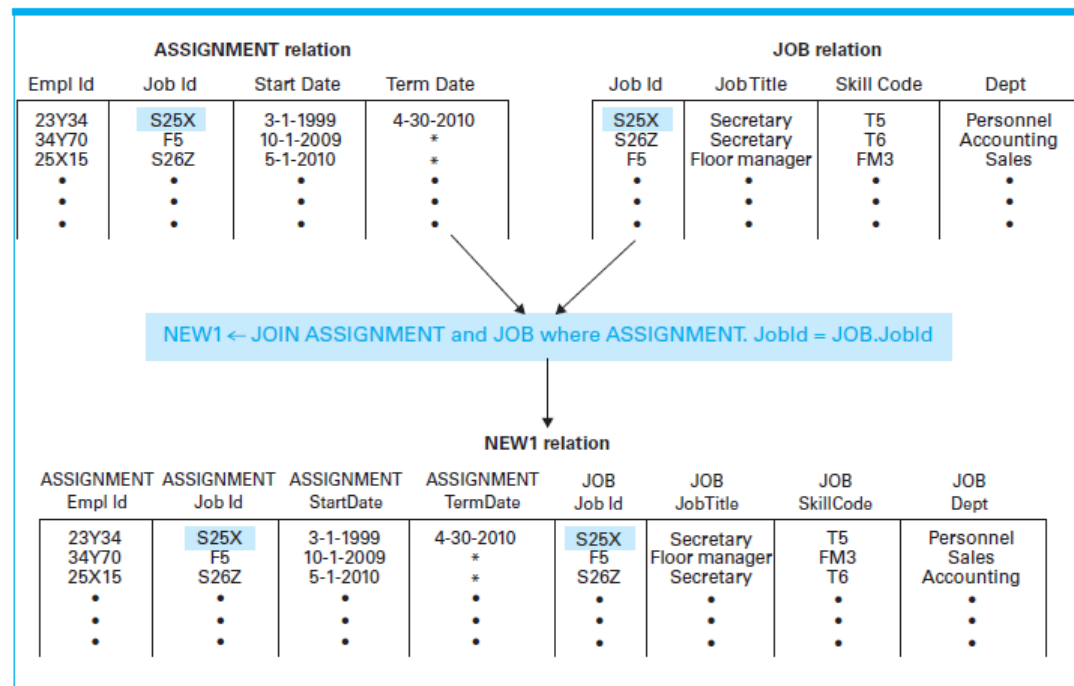 ASSIGNMENT relation
Empl Id Job Id Start Date Term Date
23Y34 S25X 3-1-1999 4-30-2010
34Y70 F5 10-1-2009 *
25X15 S26Z 5-1-2010 *
• • • •
• • • •
• • • •
JOB relation
Job Id JobTitle Skill Code Dept
S25X Secretary T5 Personnel
S26Z Secretary T6 Accounting
F5 Floor manager FM3 Sales
• • • •
• • • •
• • • •
NEW1 ← JOIN ASSIGNMENT and JOB where ASSIGNMENT. JobId = JOB.JobId
NEW1 relation
ASSIGNMENT ASSIGNMENT ASSIGNMENT ASSIGNMENT JOB JOB JOB JOB
Empl Id Job Id StartDate TermDate Job Id JobTitle SkillCode Dept
23Y34 S25X 3-1-1999 4-30-2010 S25X Secretary T5 Personnel
34Y70 F5 10-1-2009 * F5 Floor manager FM3 Sales
25X15 S26Z 5-1-2010 * S26Z Secretary T6 Accounting
• • • • • • • •
• • • • • • • •
• • • • • • • •